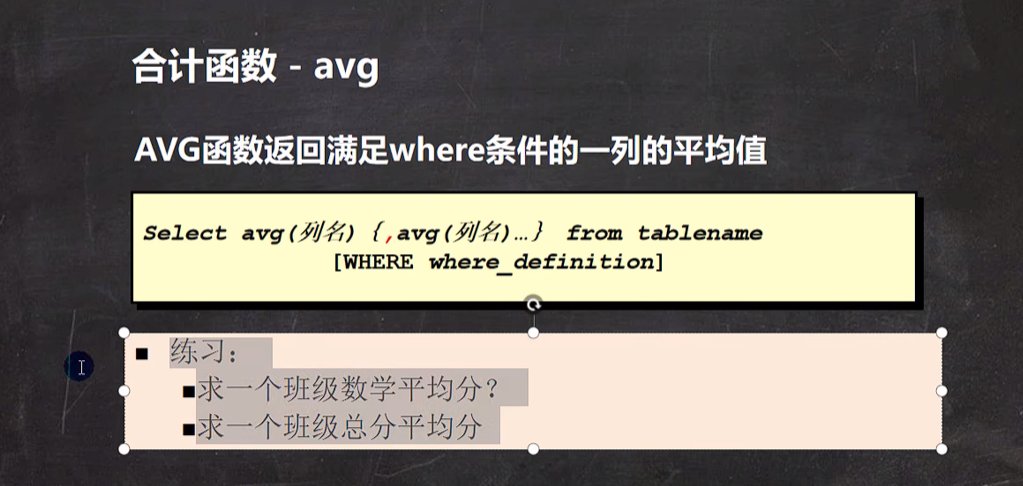 合计函数 - avg
AVG函数返回满足where条件的一列的平均值
Select avg(列名)｛,avg(列名)…｝ from tablename
[WHERE where_definition]
■ 练习：
■求一个班级数学平均分？
■求一个班级总分平均分